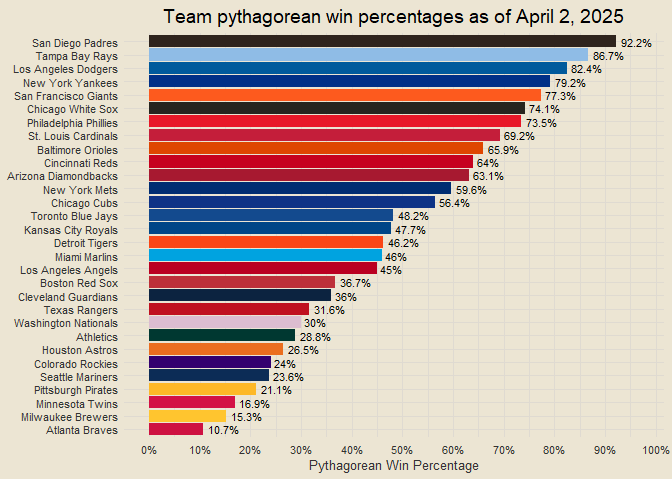 Team pythagorean win percentages as of April 2, 2025
San Diego Padres 92.2%
Tampa Bay Rays 86.7%
Los Angeles Dodgers 82.4%
New York Yankees 79.2%
San Francisco Giants 77.3%
Chicago White Sox 74.1%
Philadelphia Phillies 73.5%
St. Louis Cardinals 69.2%
Baltimore Orioles 65.9%
Cincinnati Reds 64%
Arizona Diamondbacks 63.1%
New York Mets 59.6%
Chicago Cubs 56.4%
Toronto Blue Jays 48.2%
Kansas City Royals 47.7%
Detroit Tigers 46.2%
Miami Marlins 46%
Los Angeles Angels 45%
Boston Red Sox 36.7%
Cleveland Guardians 36%
Texas Rangers 31.6%
Washington Nationals 30%
Athletics 28.8%
Houston Astros 26.5%
Colorado Rockies 24%
Seattle Mariners 23.6%
Pittsburgh Pirates 21.1%
Minnesota Twins 16.9%
Milwaukee Brewers 15.3%
Atlanta Braves 10.7%
0% 10% 20% 30% 40% 50% 60% 70% 80% 90% 100%
Pythagorean Win Percentage